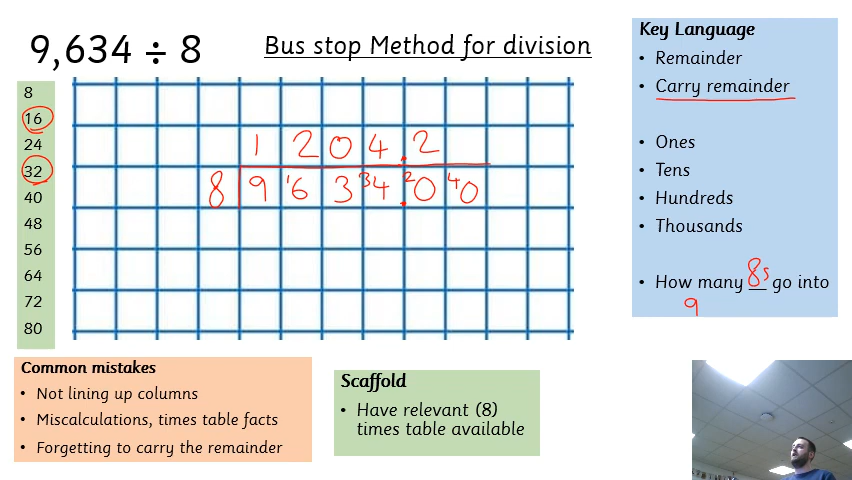 9,634 ÷ 8
Bus stop Method for division
8
16
24
32
40
48
56
64
72
80
1 2 0 4 . 2
8 9 ¹6 3 ³4 . ²0 ⁴0
Key Language
• Remainder
• Carry remainder
• Ones
• Tens
• Hundreds
• Thousands
• How many 8s go into
9
Common mistakes
• Not lining up columns
• Miscalculations, times table facts
• Forgetting to carry the remainder
Scaffold
• Have relevant (8)
times table available